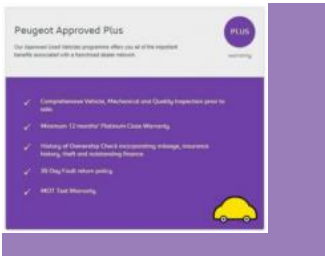 Peugeot Approved Plus
PLUS
Our Approved Used Vehicles programme offers you all of the important
benefits associated with a franchised dealer network.
warranty
Comprehensive Vehicle, Mechanical and Quality Inspection prior to
sale.
Minimum 12 months' Platinum Class Warranty.
History of Ownership Check incorporating mileage, insurance
history, theft and outstanding finance.
30 Day Fault return policy.
MOT Test Warranty.